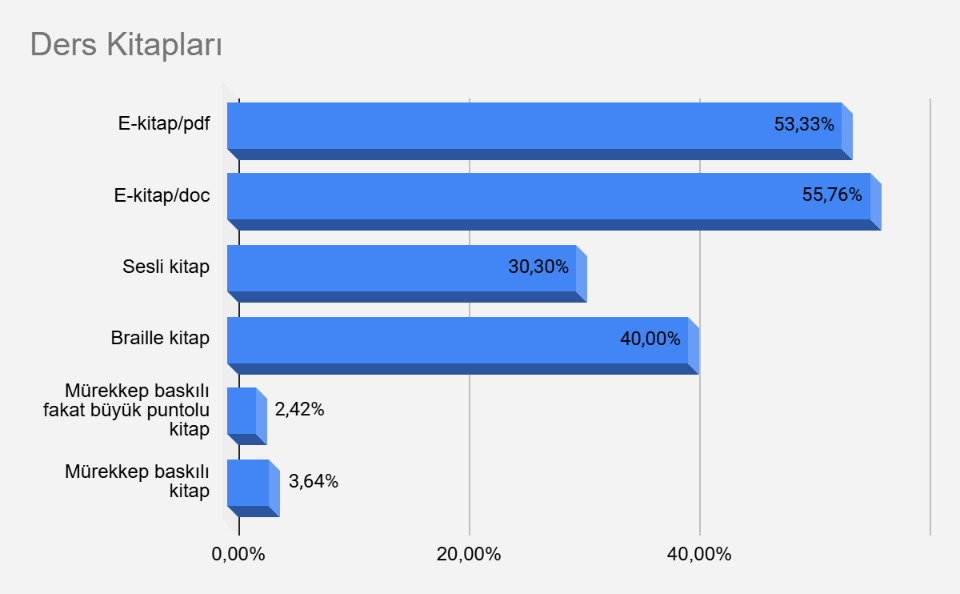 Ders Kitapları
E-kitap/pdf
53,33%
E-kitap/doc
55,76%
Sesli kitap
30,30%
Braille kitap
40,00%
Mürekkep baskılı
fakat büyük puntolu
kitap
2,42%
Mürekkep baskılı
kitap
3,64%
0,00%
20,00%
40,00%